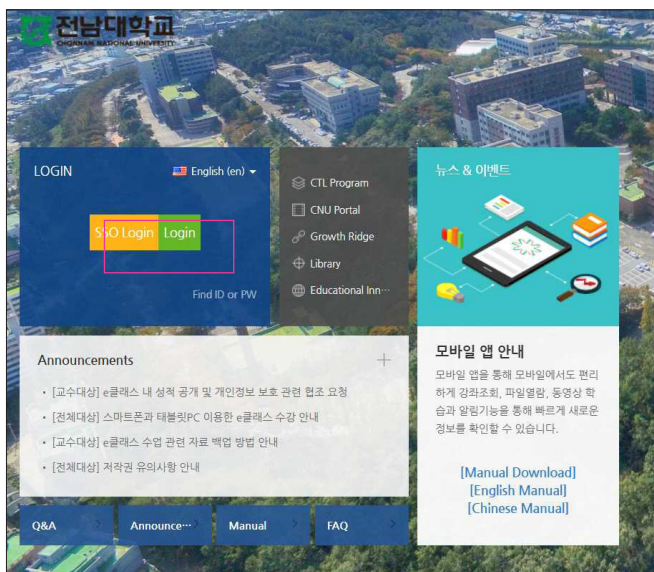 전남대학교
CHONNAM NATIONAL UNIVERSITY
LOGIN
English (en)
SSO Login
Login
Find ID or PW
CTL Program
CNU Portal
Growth Ridge
Library
Educational Inn…
뉴스 & 이벤트
모바일 앱 안내
모바일 앱을 통해 모바일에서도 편리
하게 강좌조회, 파일열람, 동영상 학
습과 알림기능을 통해 빠르게 새로운
정보를 확인할 수 있습니다.
[Manual Download]
[English Manual]
[Chinese Manual]
Announcements
• [교수대상] e클래스 내 성적 공개 및 개인정보 보호 관련 협조 요청
• [전체대상] 스마트폰과 태블릿PC 이용한 e클래스 수강 안내
• [교수대상] e클래스 수업 관련 자료 백업 방법 안내
• [전체대상] 저작권 유의사항 안내
Q&A
Announce…
Manual
FAQ